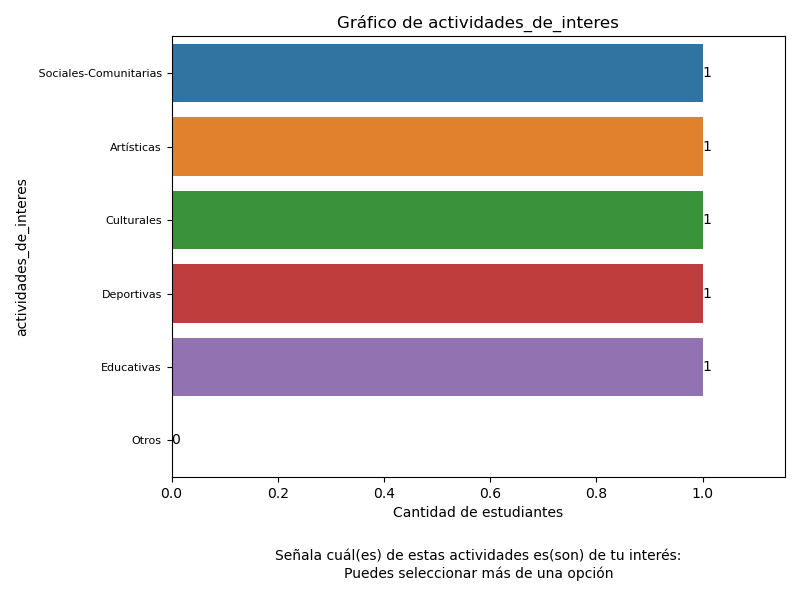 Gráfico de actividades_de_interes
Sociales-Comunitarias
1
Artísticas
1
Culturales
1
Deportivas
1
Educativas
1
Otros
0
actividades_de_interes
0.0 0.2 0.4 0.6 0.8 1.0
Cantidad de estudiantes
Señala cuál(es) de estas actividades es(son) de tu interés:
Puedes seleccionar más de una opción